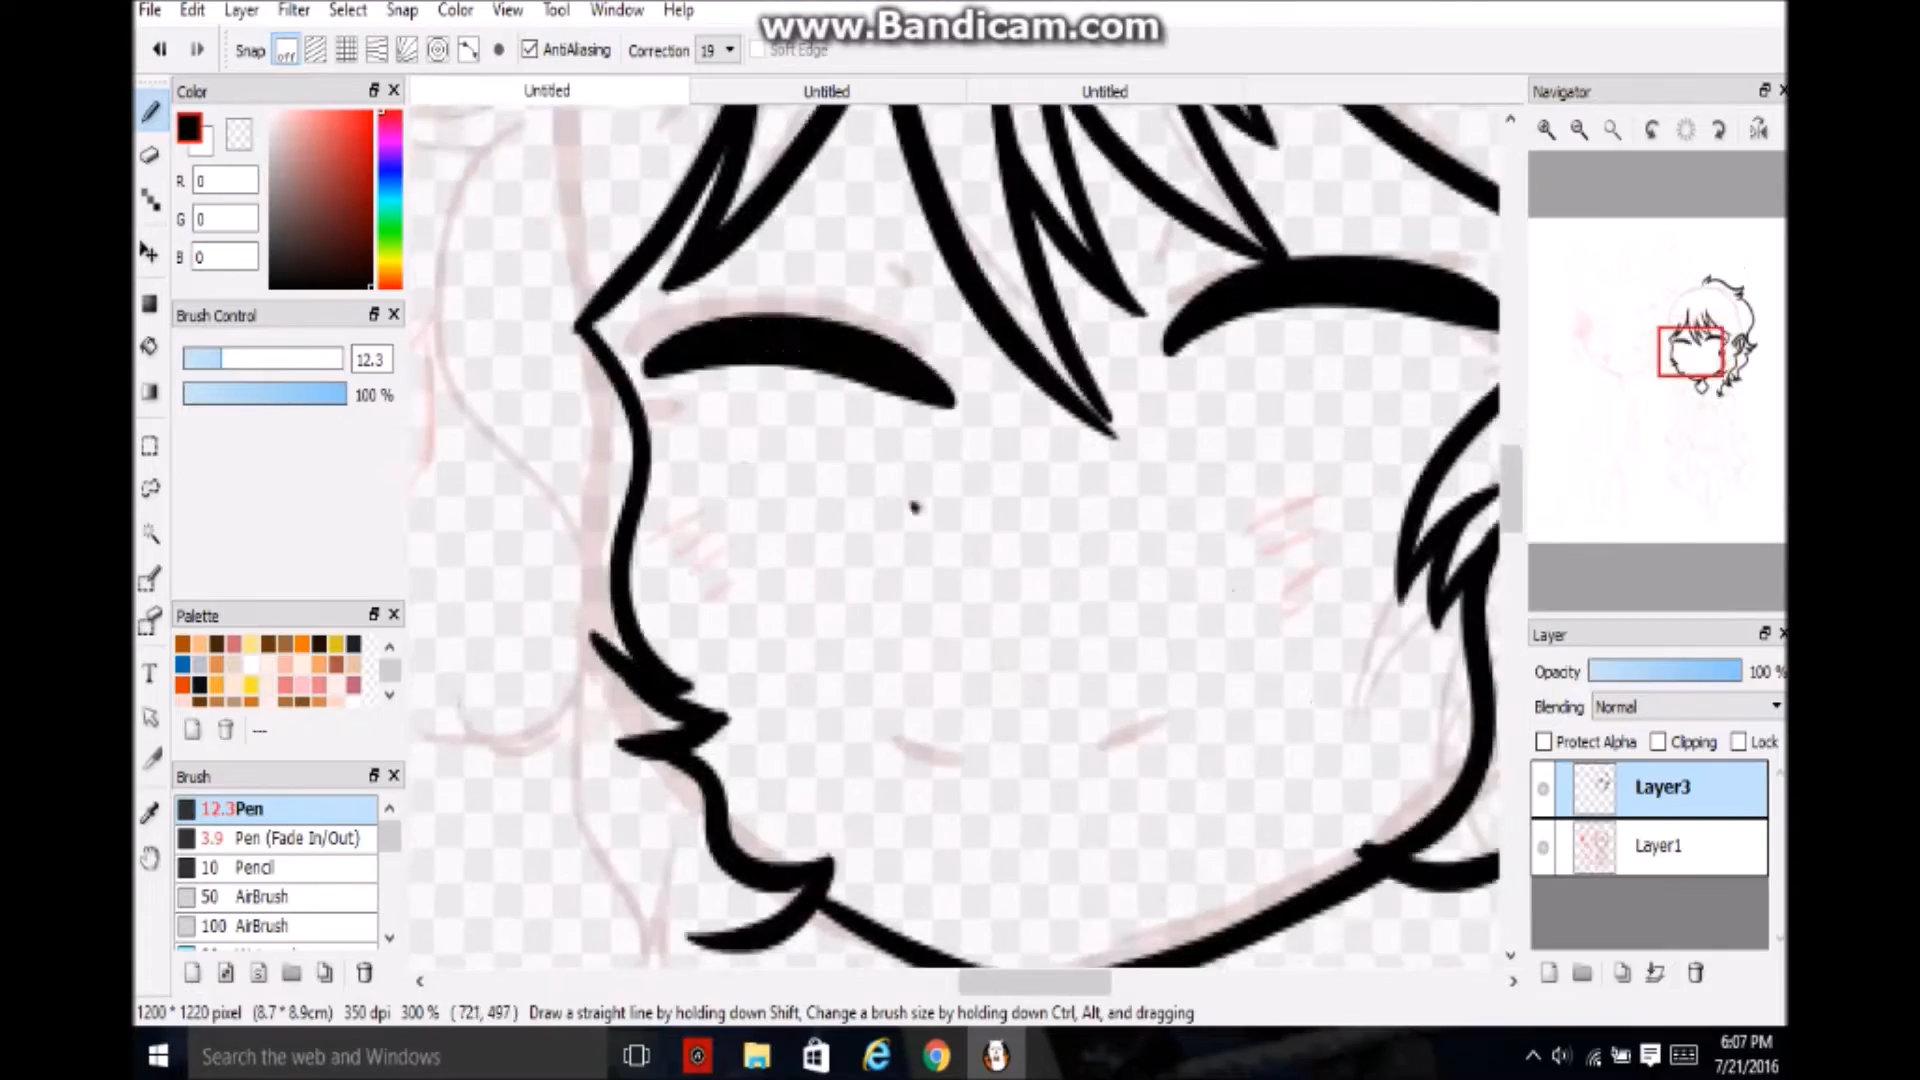 File Edit Layer Filter Select Snap Color View Tool Window Help
www.Bandicam.com
Snap off AntiAliasing Correction 19 Soft Edge
Color
Untitled Untitled Untitled
Navigator
R 0
G 0
B 0
Brush Control
12.3
100 %
Palette
---
Brush
12.3 Pen
3.9 Pen (Fade In/Out)
10 Pencil
50 AirBrush
100 AirBrush
Layer
Opacity 100 %
Blending Normal
Protect Alpha Clipping Lock
Layer3
Layer1
1200 * 1220 pixel (8.7 * 8.9cm) 350 dpi 300 % ( 721, 497 ) Draw a straight line by holding down Shift, Change a brush size by holding down Ctrl, Alt, and dragging
Search the web and Windows
6:07 PM
7/21/2016